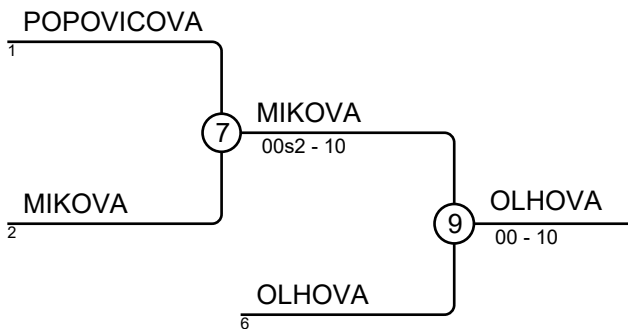 POPOVICOVA
1
7
MIKOVA
00s2 - 10
MIKOVA
2
9
OLHOVA
00 - 10
OLHOVA
6